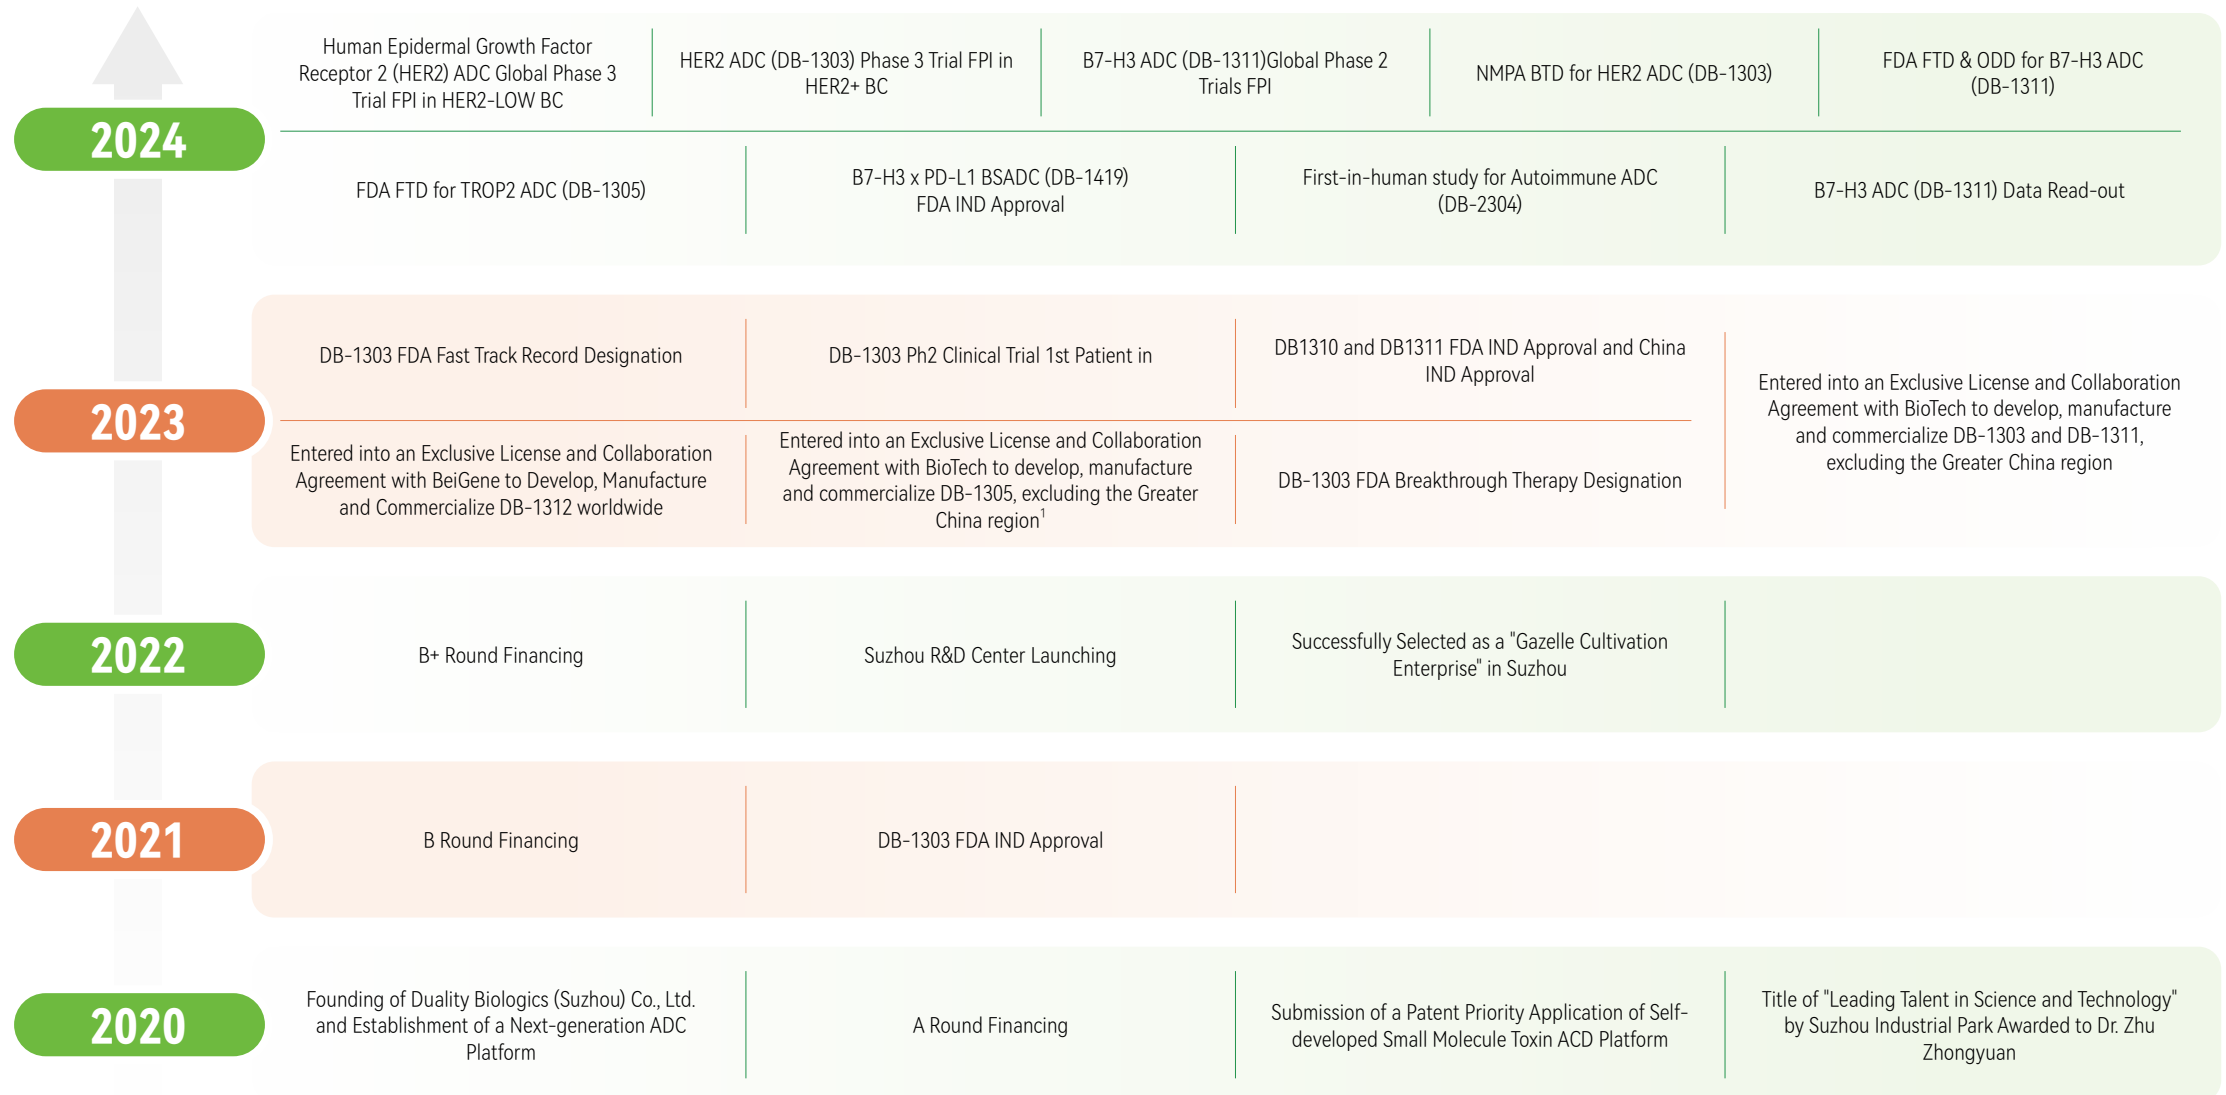 2024
Human Epidermal Growth Factor
Receptor 2 (HER2) ADC Global Phase 3
Trial FPI in HER2-LOW BC
HER2 ADC (DB-1303) Phase 3 Trial FPI in
HER2+ BC
B7-H3 ADC (DB-1311)Global Phase 2
Trials FPI
NMPA BTD for HER2 ADC (DB-1303)
FDA FTD & ODD for B7-H3 ADC
(DB-1311)
FDA FTD for TROP2 ADC (DB-1305)
B7-H3 x PD-L1 BSADC (DB-1419)
FDA IND Approval
First-in-human study for Autoimmune ADC
(DB-2304)
B7-H3 ADC (DB-1311) Data Read-out
2023
DB-1303 FDA Fast Track Record Designation
DB-1303 Ph2 Clinical Trial 1st Patient in
DB1310 and DB1311 FDA IND Approval and China
IND Approval
Entered into an Exclusive License and Collaboration
Agreement with BioTech to develop, manufacture
and commercialize DB-1303 and DB-1311,
excluding the Greater China region
Entered into an Exclusive License and Collaboration
Agreement with BeiGene to Develop, Manufacture
and Commercialize DB-1312 worldwide
Entered into an Exclusive License and Collaboration
Agreement with BioTech to develop, manufacture
and commercialize DB-1305, excluding the Greater
China region¹
DB-1303 FDA Breakthrough Therapy Designation
2022
B+ Round Financing
Suzhou R&D Center Launching
Successfully Selected as a "Gazelle Cultivation
Enterprise" in Suzhou
2021
B Round Financing
DB-1303 FDA IND Approval
2020
Founding of Duality Biologics (Suzhou) Co., Ltd.
and Establishment of a Next-generation ADC
Platform
A Round Financing
Submission of a Patent Priority Application of Self-
developed Small Molecule Toxin ACD Platform
Title of "Leading Talent in Science and Technology"
by Suzhou Industrial Park Awarded to Dr. Zhu
Zhongyuan